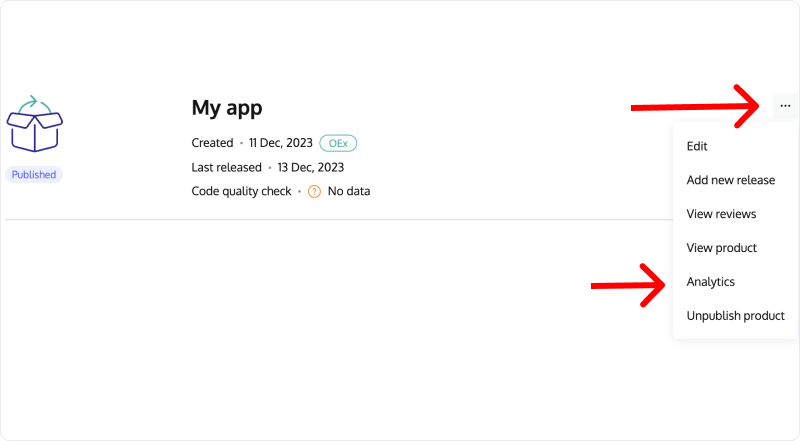 My app
Created • 11 Dec, 2023 OEx
Last released • 13 Dec, 2023
Code quality check • ? No data
Published
...
Edit
Add new release
View reviews
View product
Analytics
Unpublish product